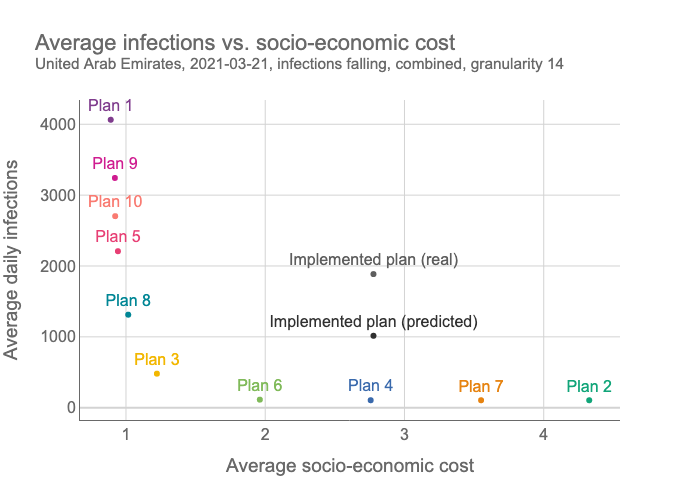 Average infections vs. socio-economic cost
United Arab Emirates, 2021-03-21, infections falling, combined, granularity 14
Plan 1
4000
Plan 9
3000
Plan 10
Plan 5
Implemented plan (real)
2000
Plan 8
Implemented plan (predicted)
1000
Plan 3
Plan 6
Plan 4
Plan 7
Plan 2
0
1
2
3
4
Average daily infections
Average socio-economic cost